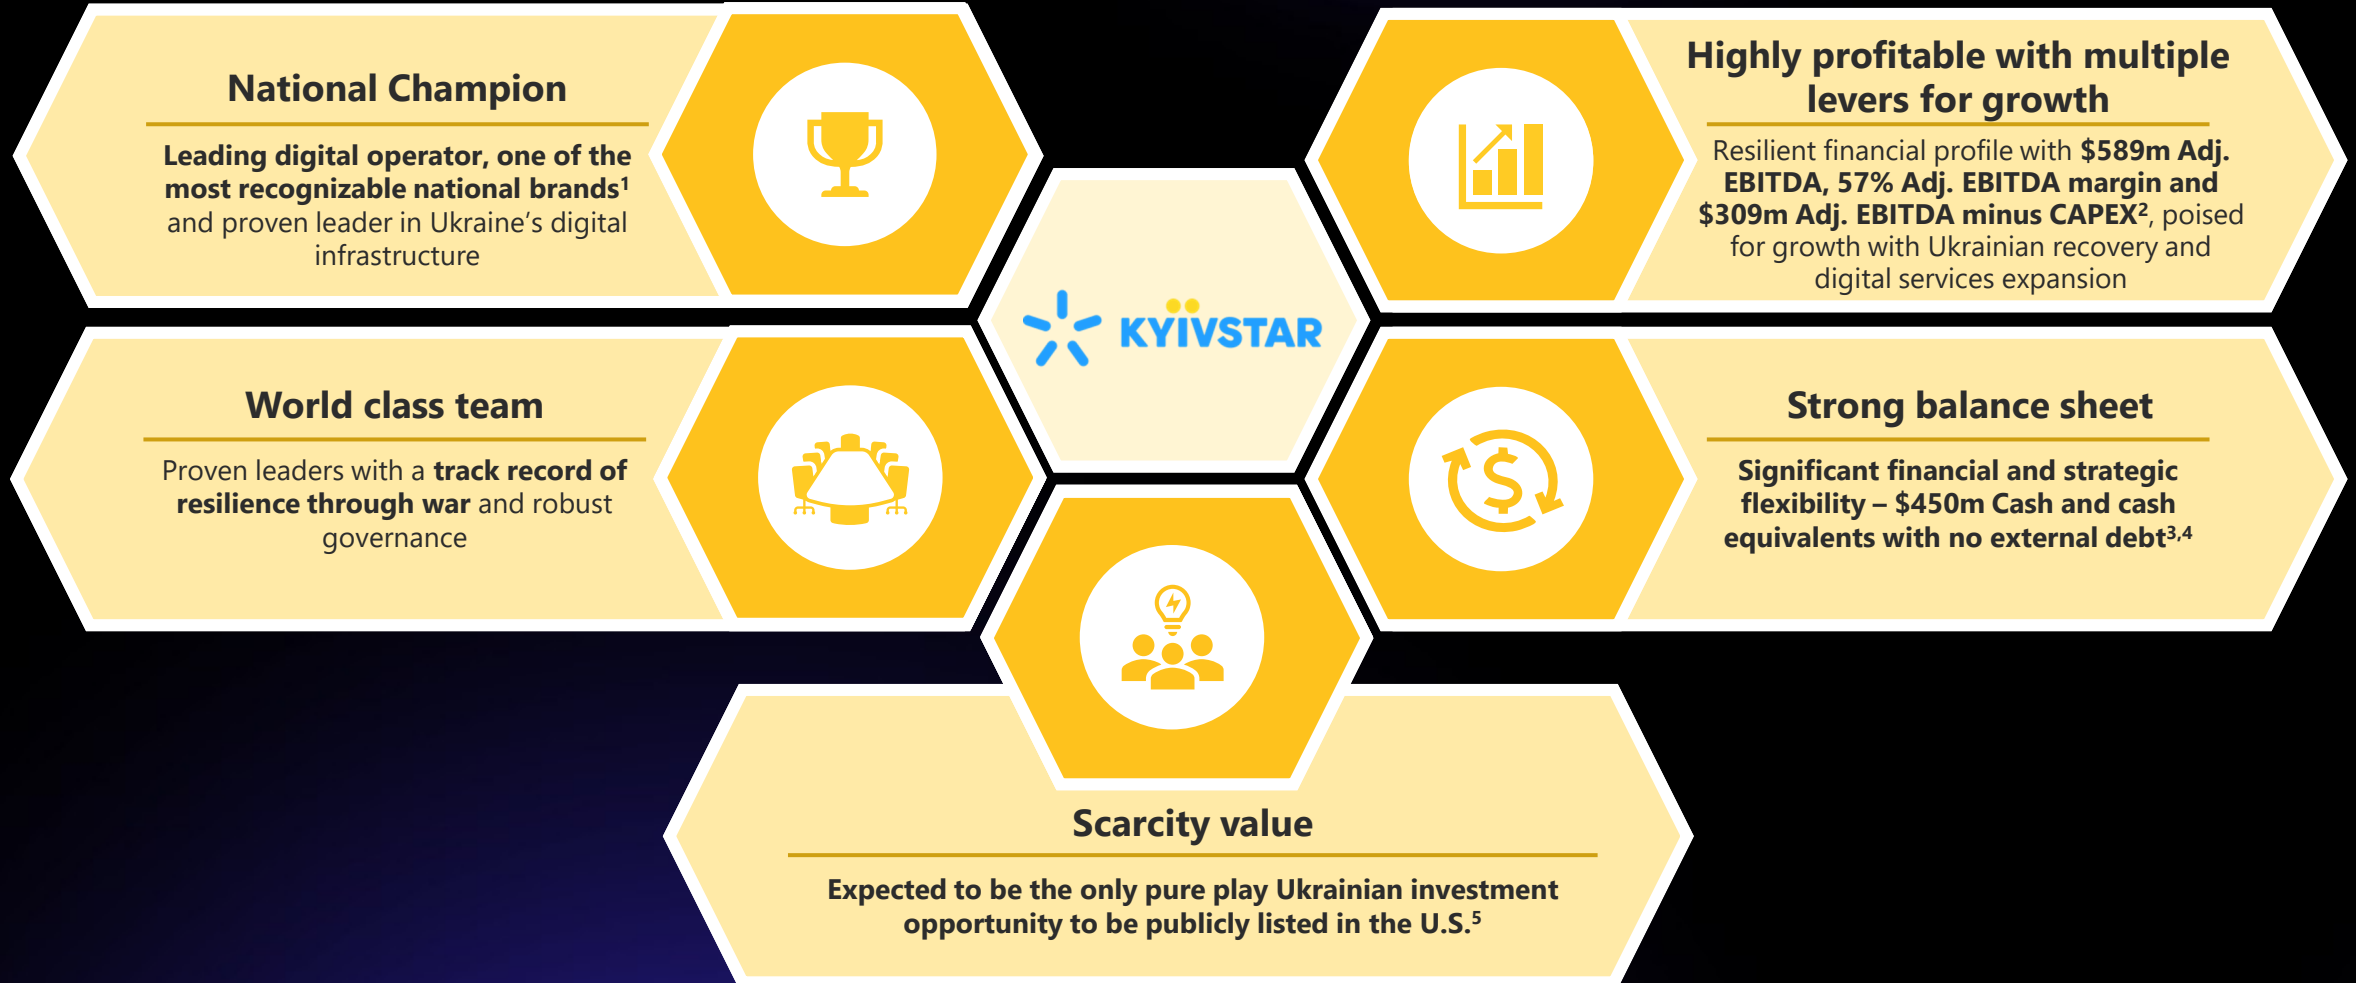 National Champion
Leading digital operator, one of the
most recognizable national brands¹
and proven leader in Ukraine’s digital
infrastructure
Highly profitable with multiple
levers for growth
Resilient financial profile with $589m Adj.
EBITDA, 57% Adj. EBITDA margin and
$309m Adj. EBITDA minus CAPEX², poised
for growth with Ukrainian recovery and
digital services expansion
KYÏVSTAR
World class team
Proven leaders with a track record of
resilience through war and robust
governance
Strong balance sheet
Significant financial and strategic
flexibility – $450m Cash and cash
equivalents with no external debt³,⁴
Scarcity value
Expected to be the only pure play Ukrainian investment
opportunity to be publicly listed in the U.S.⁵